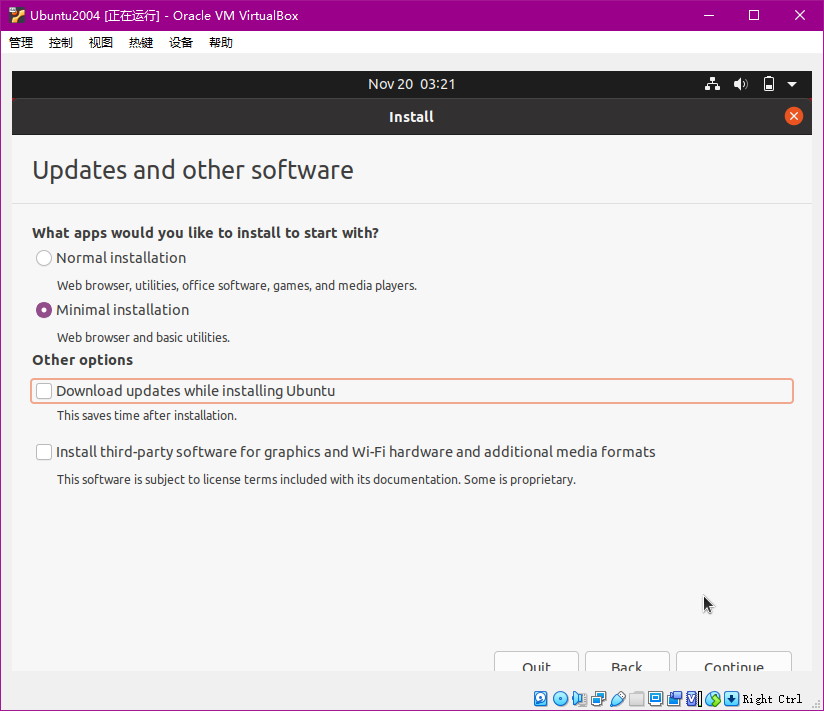 Ubuntu2004 [正在运行] - Oracle VM VirtualBox
管理 控制 视图 热键 设备 帮助
Nov 20 03:21
Install
Updates and other software
What apps would you like to install to start with?
Normal installation
Web browser, utilities, office software, games, and media players.
Minimal installation
Web browser and basic utilities.
Other options
Download updates while installing Ubuntu
This saves time after installation.
Install third-party software for graphics and Wi-Fi hardware and additional media formats
This software is subject to license terms included with its documentation. Some is proprietary.
Quit Back Continue
Right Ctrl